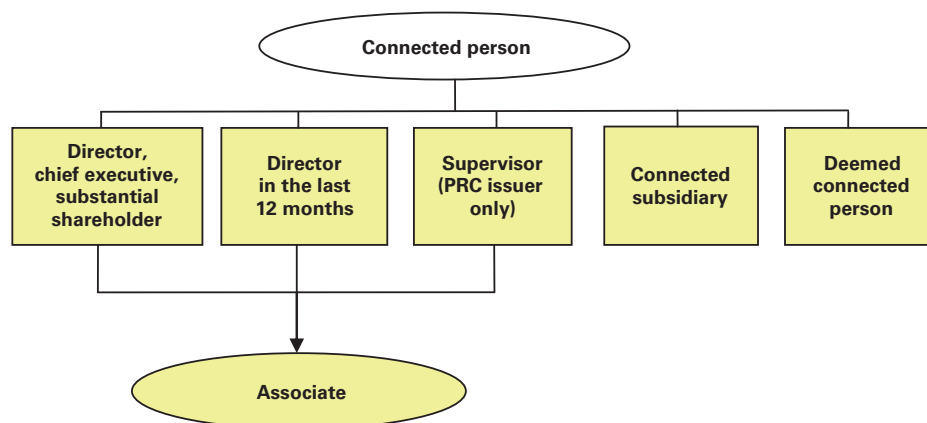 Connected person
Director,
chief executive,
substantial
shareholder
Director
in the last
12 months
Supervisor
(PRC issuer
only)
Connected
subsidiary
Deemed
connected
person
Associate